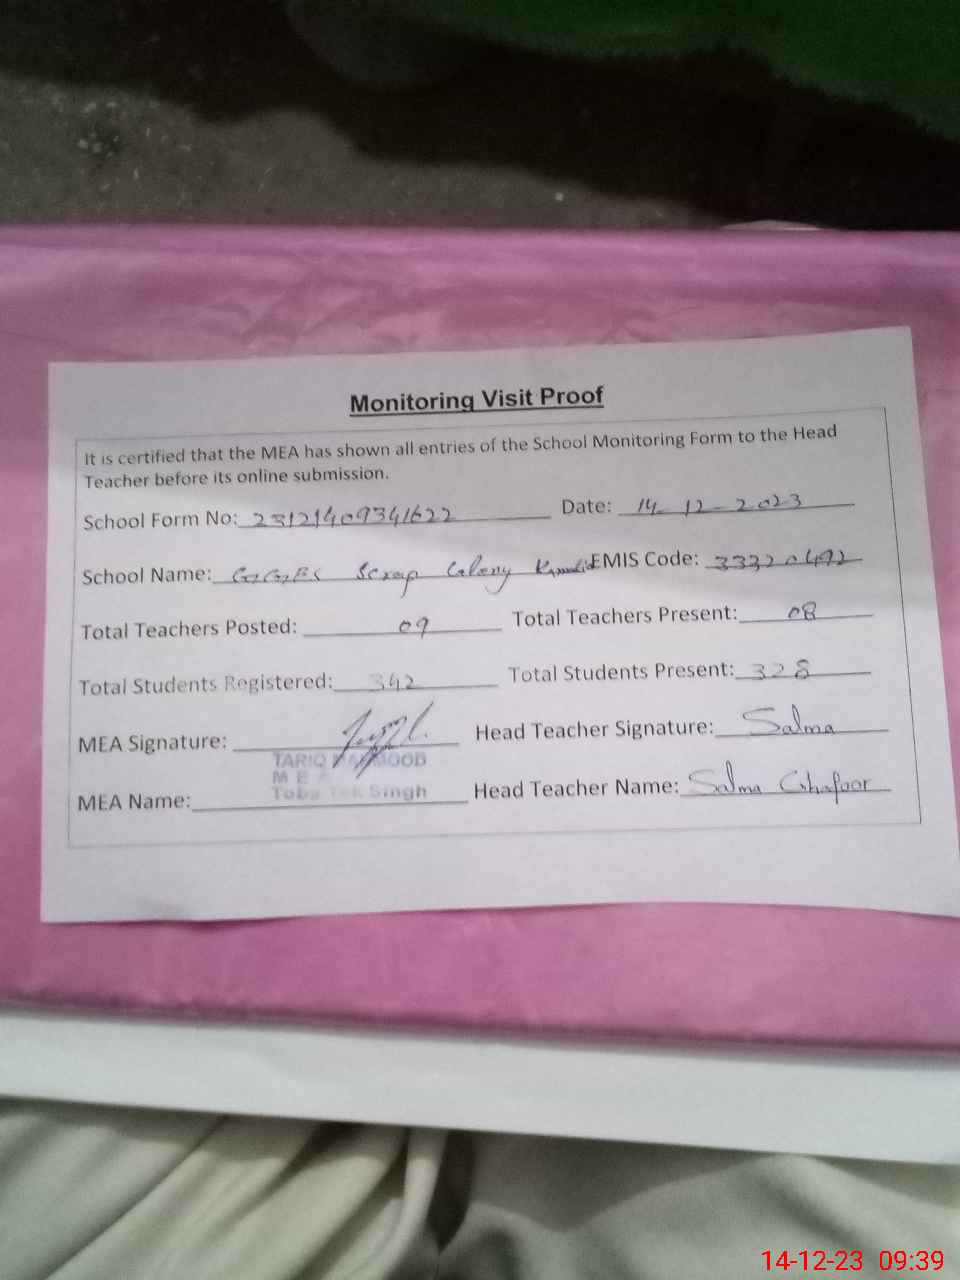 Monitoring Visit Proof
It is certified that the MEA has shown all entries of the School Monitoring Form to the Head
Teacher before its online submission.
School Form No: 23121409341622 Date: 14-12-2023
School Name: Scrap Colony EMIS Code: 33320492
Total Teachers Posted: 09 Total Teachers Present: 08
Total Students Registered: 342 Total Students Present: 328
MEA Signature: Head Teacher Signature: Salma
TARIQ MAHMOOD
M E A
MEA Name: Toba Tek Singh Head Teacher Name: Salma Ghafoor
14-12-23 09:39